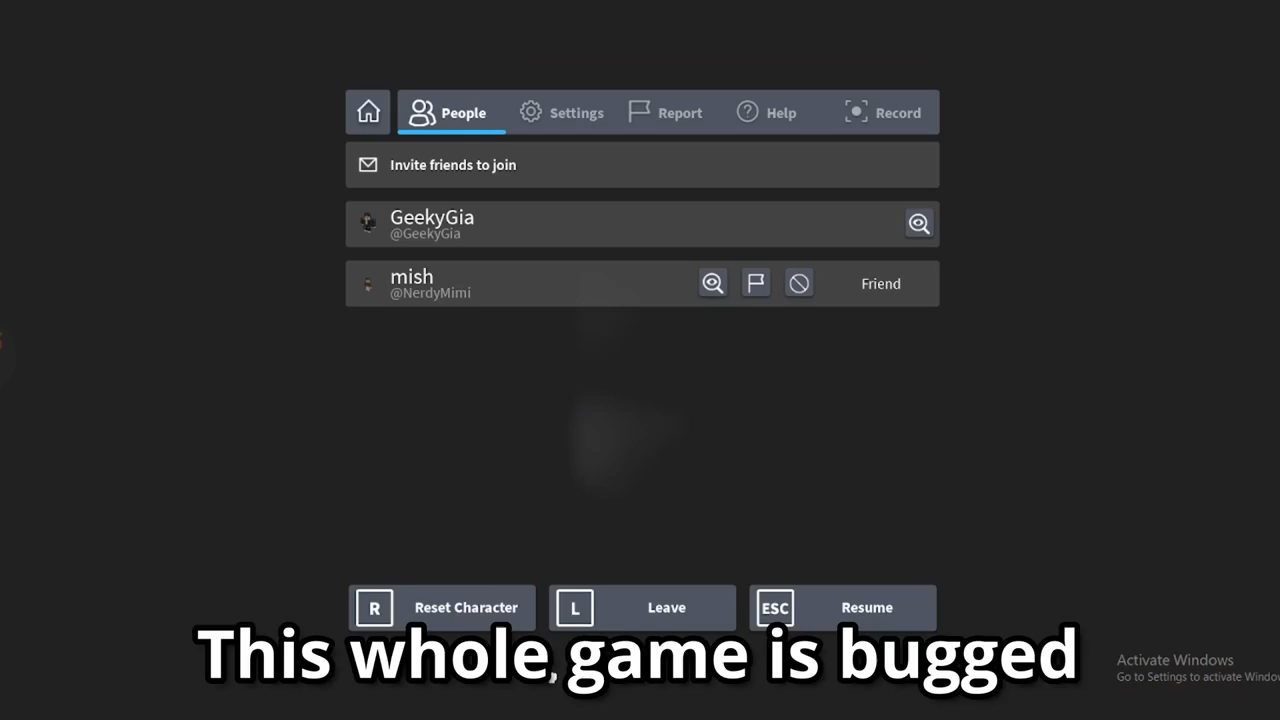 People Settings Report Help Record
Invite friends to join
GeekyGia
@GeekyGia
mish
@NerdyMimi
Friend
R Reset Character L Leave ESC Resume
This whole game is bugged
Activate Windows
Go to Settings to activate Windo